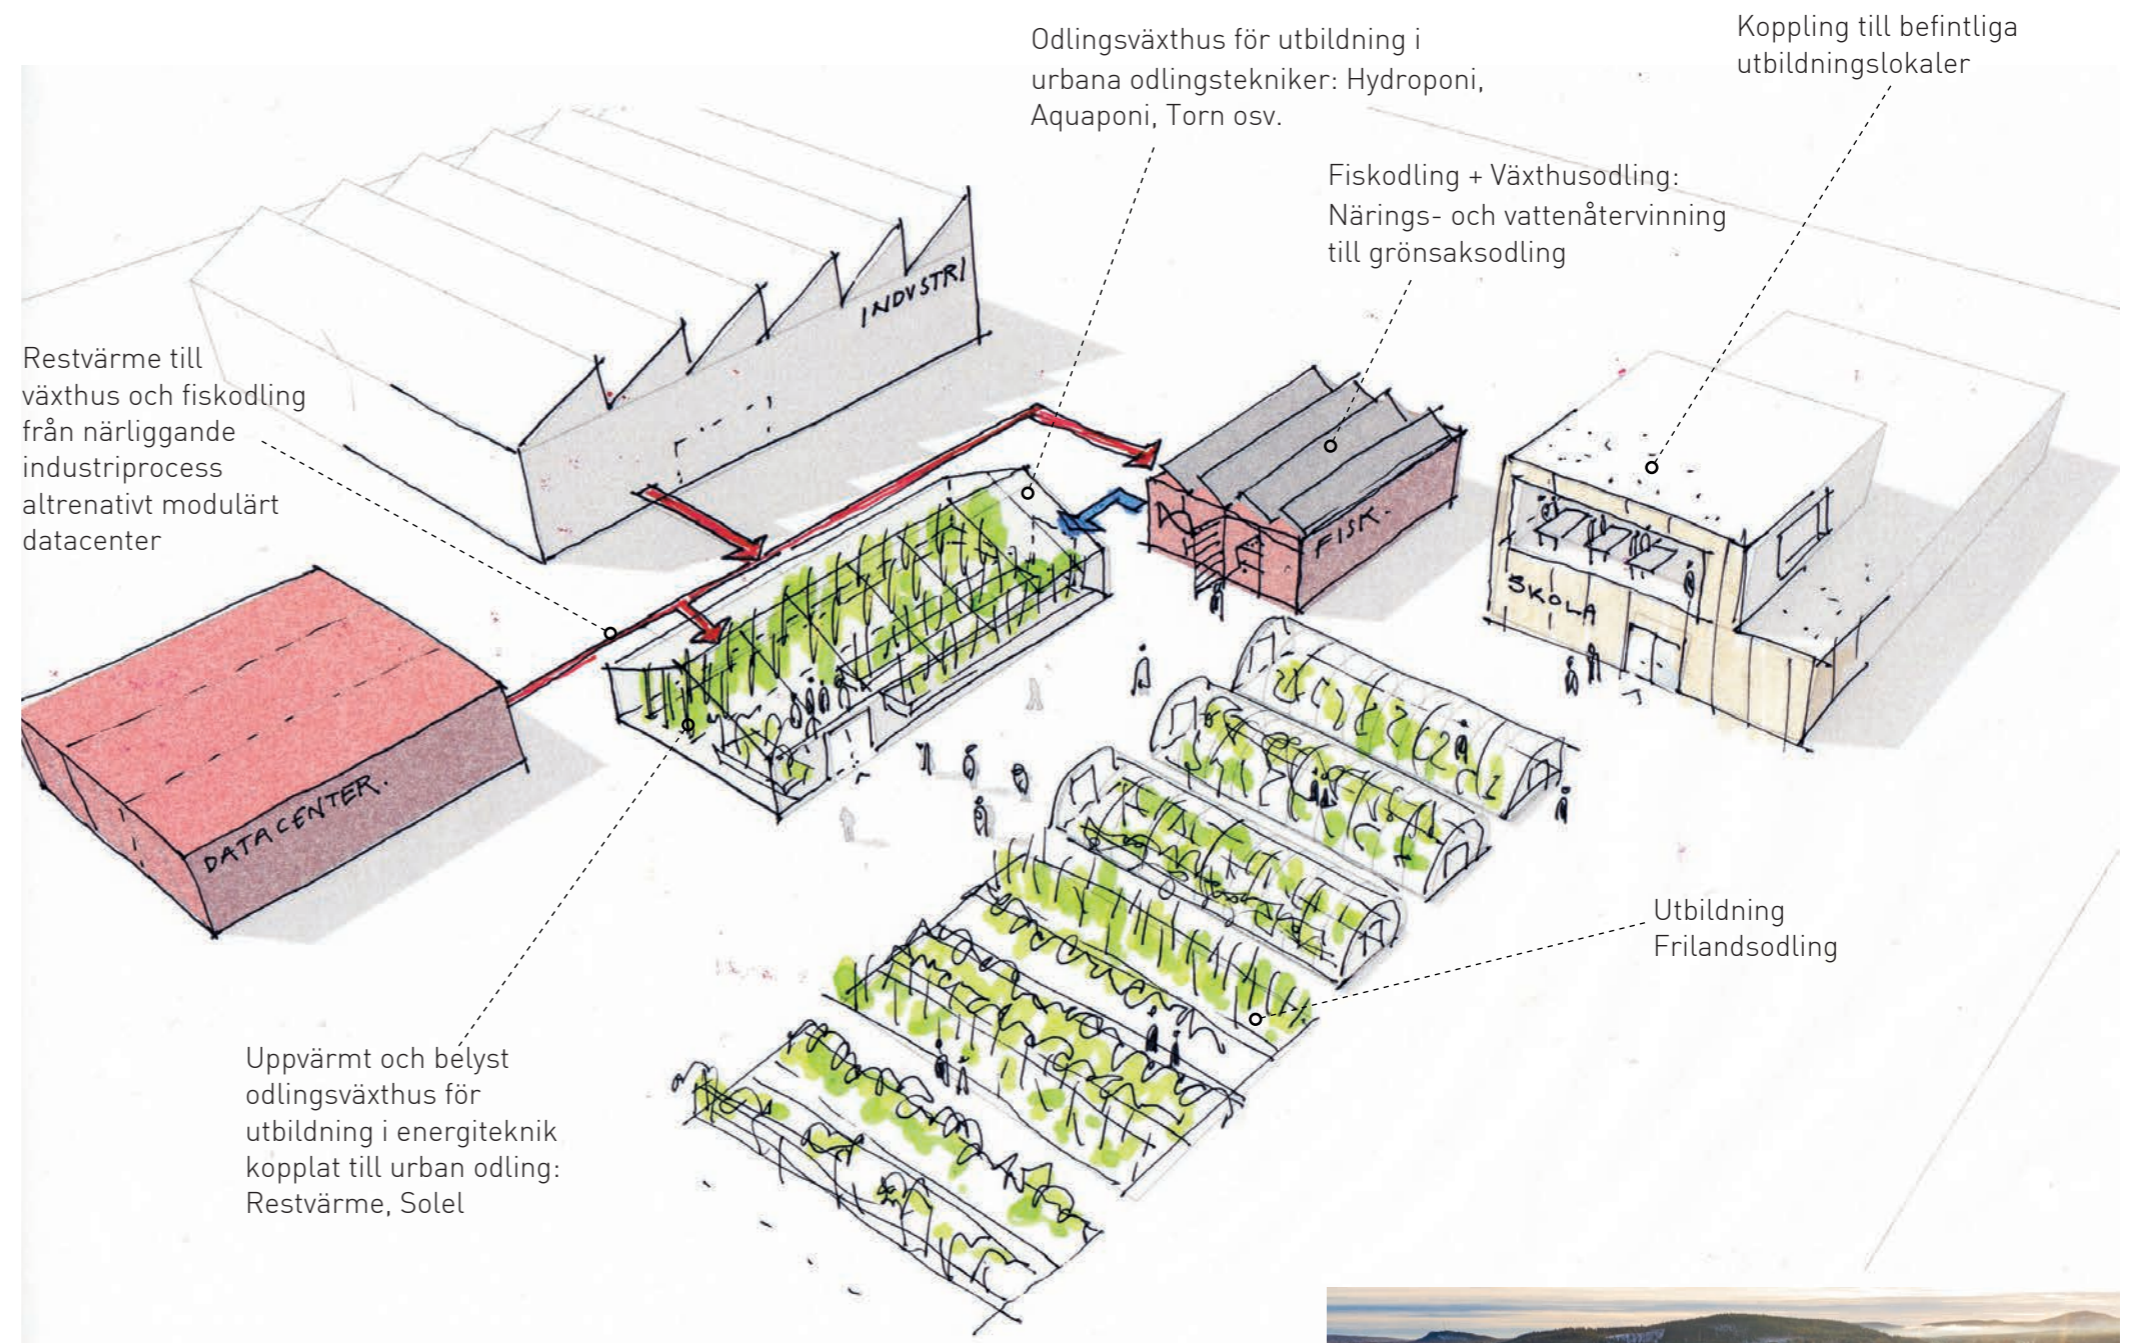 Odlingsväxthus för utbildning i
urbana odlingstekniker: Hydroponi,
Aquaponi, Torn osv.
Koppling till befintliga
utbildningslokaler
Fiskodling + Växthusodling:
Närings- och vattenåtervinning
till grönsaksodling
INDUSTRI
Restvärme till
växthus och fiskodling
från närliggande
industriprocess
altrenativt modulärt
datacenter
FISK.
SKOLA
DATACENTER.
Utbildning
Frilandsodling
Uppvärmt och belyst
odlingsväxthus för
utbildning i energiteknik
kopplat till urban odling:
Restvärme, Solel